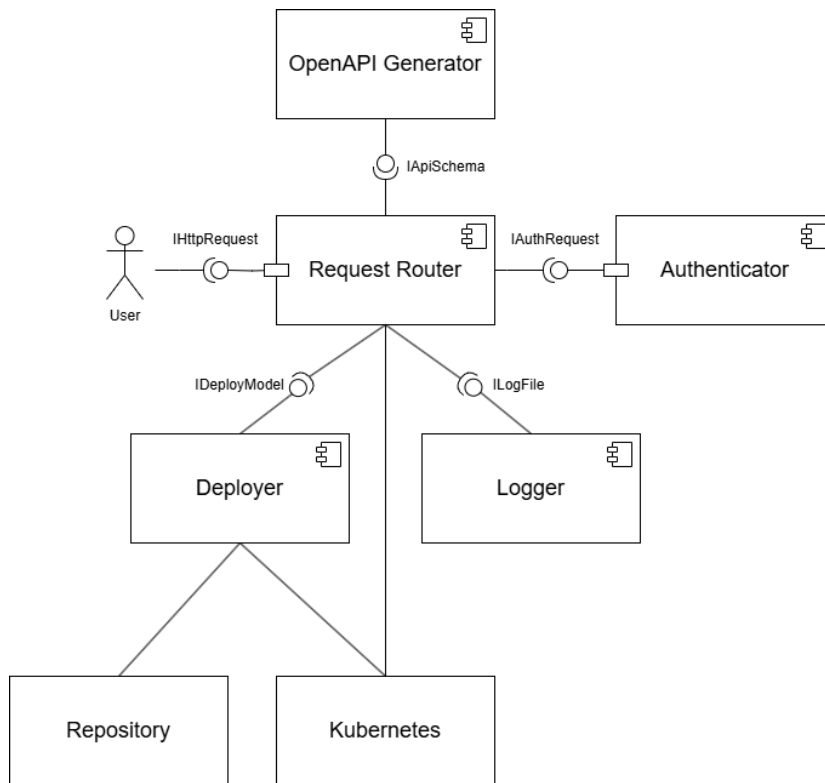 OpenAPI Generator
IApiSchema
IHttpRequest
IAuthRequest
Request Router
Authenticator
User
IDeployModel
ILogFile
Deployer
Logger
Repository
Kubernetes